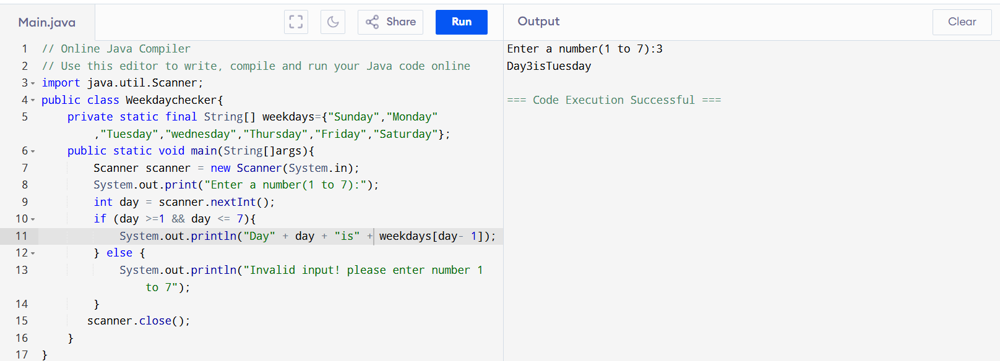 Main.java
Share
Run
Output
Clear
1 // Online Java Compiler
2 // Use this editor to write, compile and run your Java code online
3 import java.util.Scanner;
4 public class Weekdaychecker{
5 private static final String[] weekdays={"Sunday","Monday"
,"Tuesday","wednesday","Thursday","Friday","Saturday"};
6 public static void main(String[]args){
7 Scanner scanner = new Scanner(System.in);
8 System.out.print("Enter a number(1 to 7):");
9 int day = scanner.nextInt();
10 if (day >=1 && day <= 7){
11 System.out.println("Day" + day + "is" + weekdays[day- 1]);
12 } else {
13 System.out.println("Invalid input! please enter number 1
to 7");
14 }
15 scanner.close();
16 }
17 }
Enter a number(1 to 7):3
Day3isTuesday
=== Code Execution Successful ===